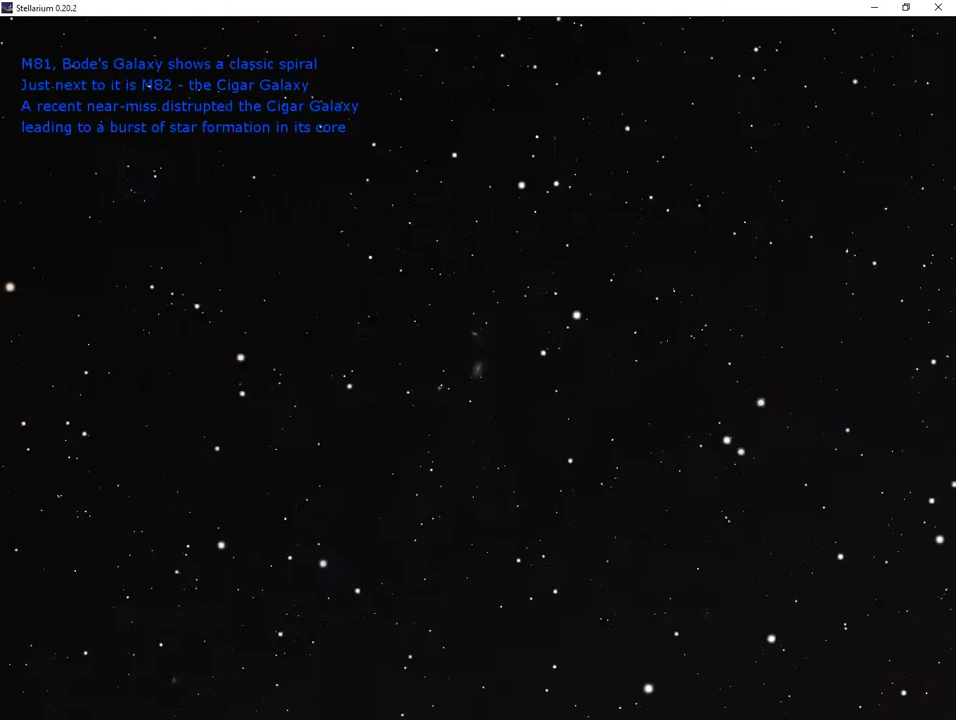 Stellarium 0.20.2
M81, Bode's Galaxy shows a classic spiral
Just next to it is M82 - the Cigar Galaxy
A recent near-miss distrupted the Cigar Galaxy
leading to a burst of star formation in its core